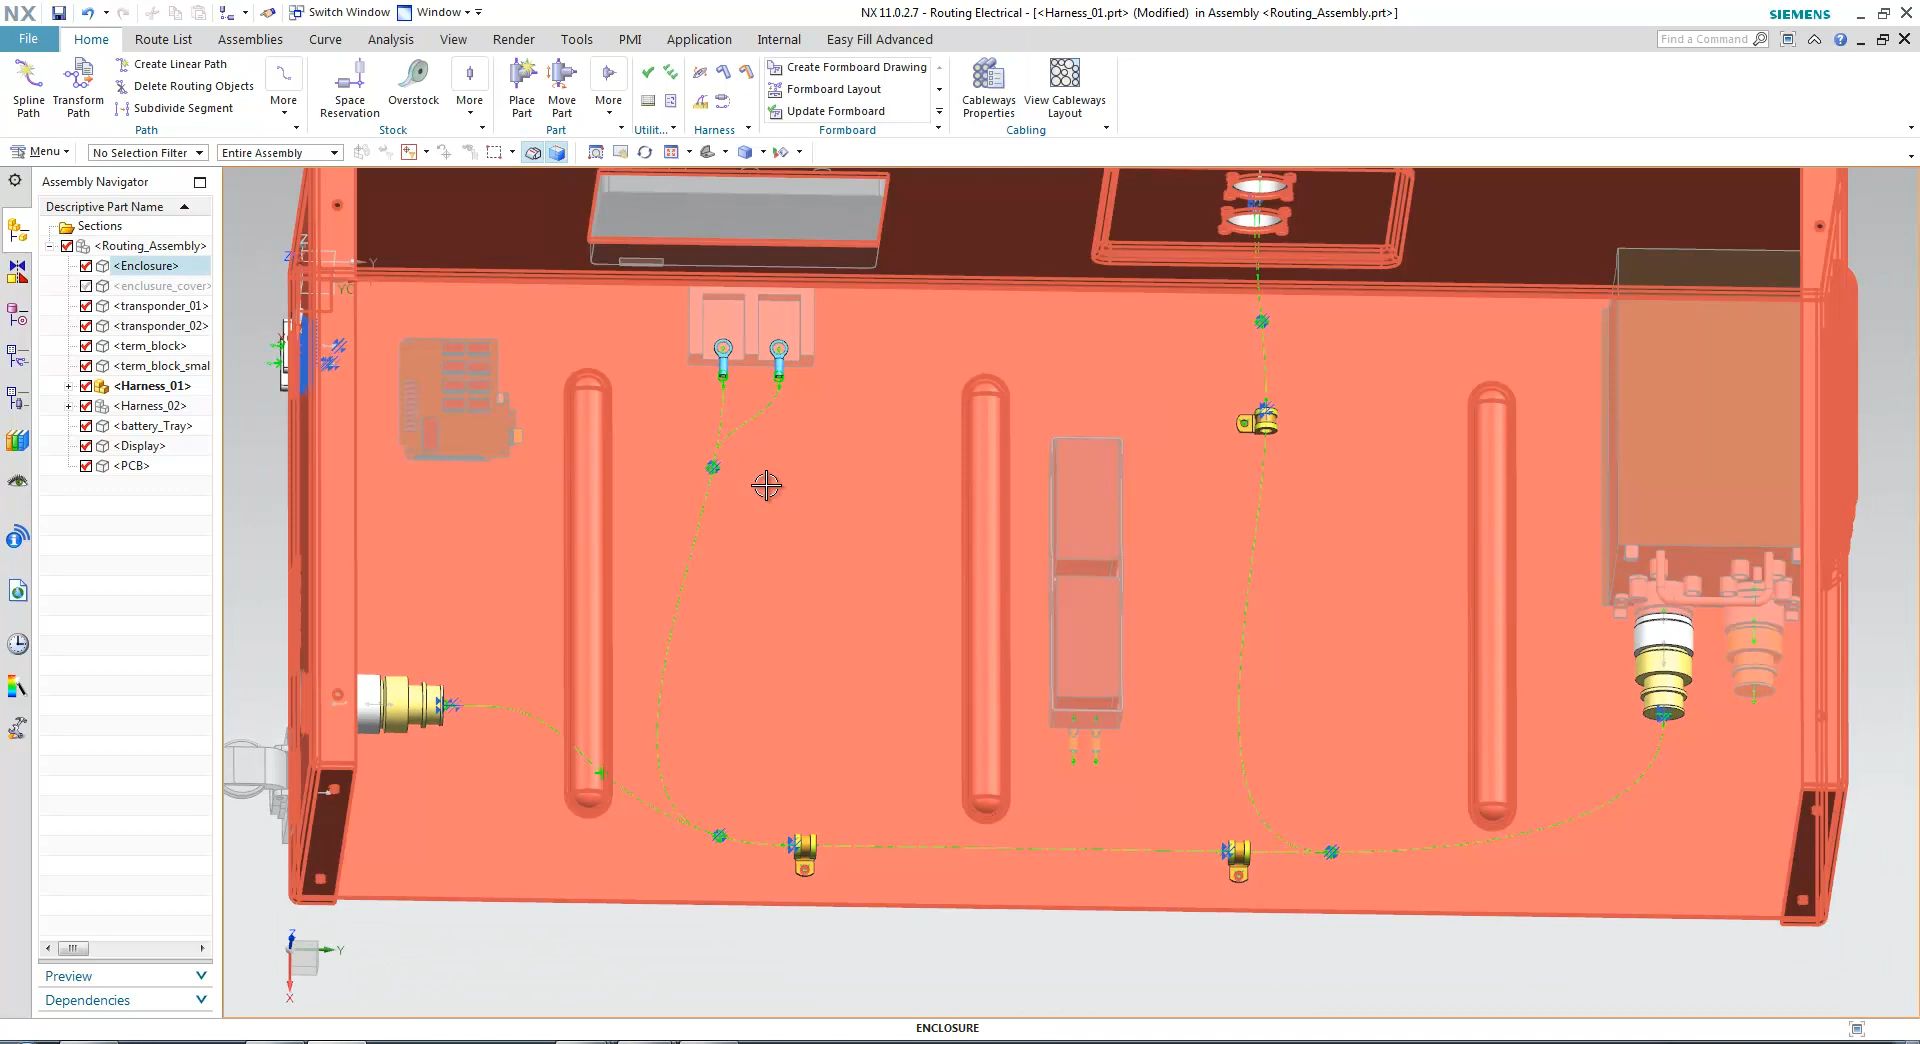 NX
Switch Window
Window
NX 11.0.2.7 - Routing Electrical - [<Harness_01.prt> (Modified) in Assembly <Routing_Assembly.prt>]
SIEMENS
File
Home
Route List
Assemblies
Curve
Analysis
View
Render
Tools
PMI
Application
Internal
Easy Fill Advanced
Find a Command
Spline Path
Transform Path
Create Linear Path
Delete Routing Objects
Subdivide Segment
More
Space Reservation
Overstock
More
Place Part
Move Part
More
Create Formboard Drawing
Formboard Layout
Update Formboard
Cableways Properties
View Cableways Layout
Path
Stock
Part
Utilit...
Harness
Formboard
Cabling
Menu
No Selection Filter
Entire Assembly
Assembly Navigator
Descriptive Part Name
Sections
<Routing_Assembly>
<Enclosure>
<enclusure_cover>
<transponder_01>
<transponder_02>
<term_block>
<term_block_smal
<Harness_01>
<Harness_02>
<battery_Tray>
<Display>
<PCB>
Preview
Dependencies
Z
Y
YC
Z
Y
X
ENCLOSURE